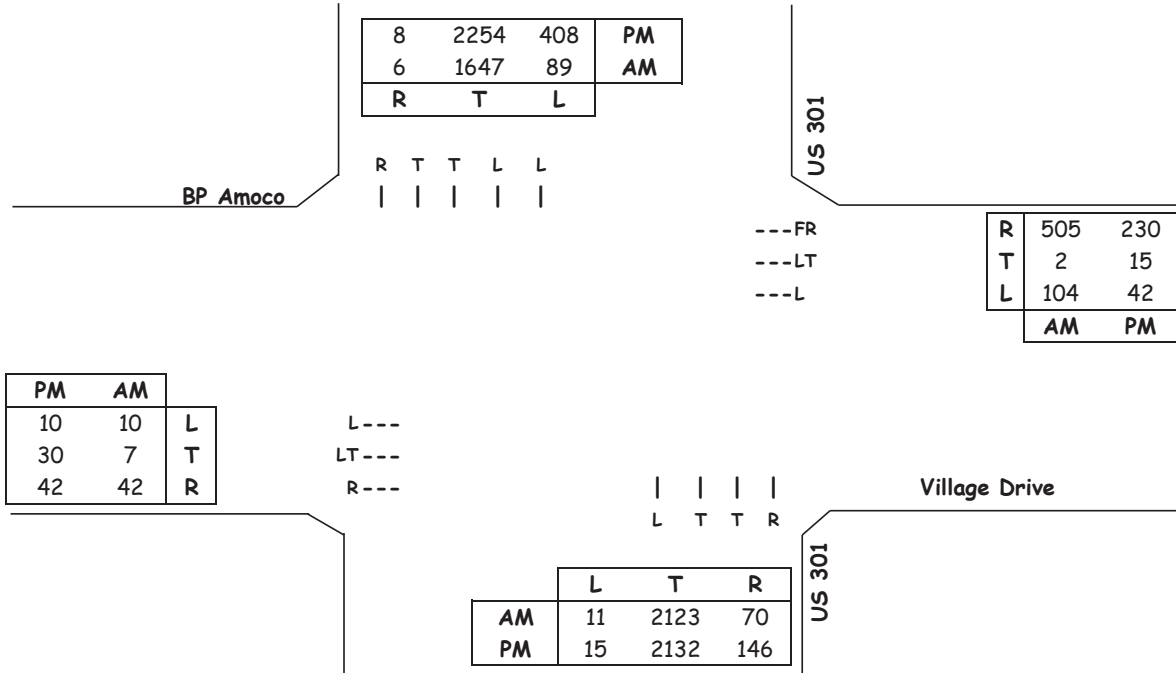 8 2254 408 PM
6 1647 89 AM
R T L
US 301
R T T L L
BP Amoco
---FR
---LT
---L
R 505 230
T 2 15
L 104 42
AM PM
PM AM
10 10 L
30 7 T
42 42 R
L---
LT---
R---
Village Drive
L T T R
US 301
L T R
AM 11 2123 70
PM 15 2132 146